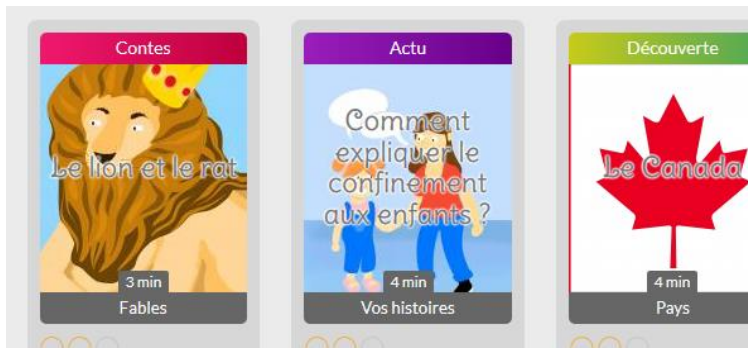 Contes
Le lion et le rat
3 min
Fables
Actu
Comment
expliquer le
confinement
aux enfants ?
4 min
Vos histoires
Découverte
Le Canada
4 min
Pays